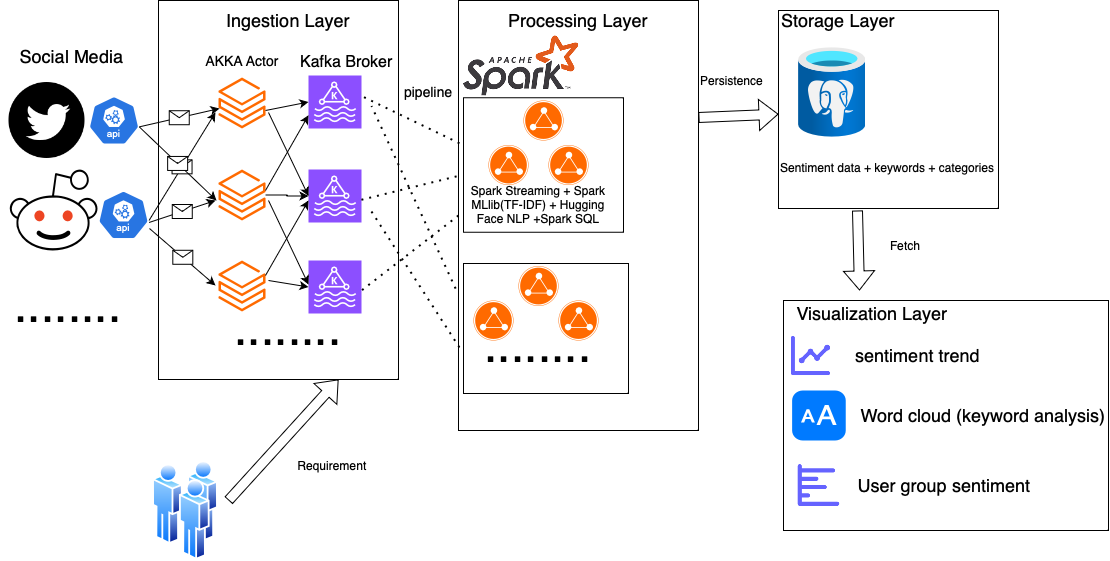 Social Media
api
api
Ingestion Layer
AKKA Actor
Kafka Broker
K
K
K
Requirement
pipeline
Processing Layer
APACHE
Spark
Spark Streaming + Spark
MLlib(TF-IDF) + Hugging
Face NLP +Spark SQL
Persistence
Storage Layer
Sentiment data + keywords + categories
Fetch
Visualization Layer
sentiment trend
AA
Word cloud (keyword analysis)
User group sentiment